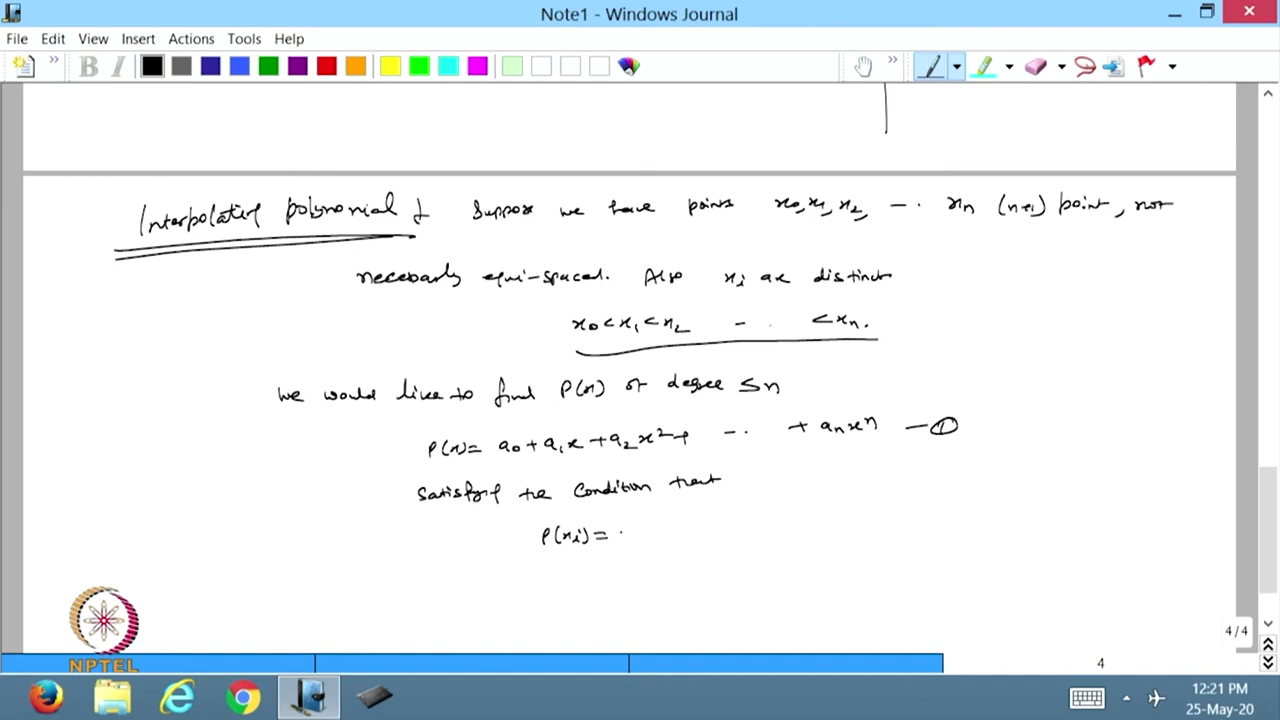 Note1 - Windows Journal
File Edit View Insert Actions Tools Help
Interpolating polynomial : Suppose we have points x₀, x₁, x₂, -- xₙ (n+1) point, not
necessarily equi-spaced. Also xᵢ are distinct
x₀ < x₁ < x₂ - . < xₙ.
We would like to find P(x) of degree ≤ n
P(x) = a₀ + a₁x + a₂x² + -- + aₙxⁿ - ①
Satisfying the condition that
P(xᵢ) = .
4/4
NPTEL
4
12:21 PM
25-May-20